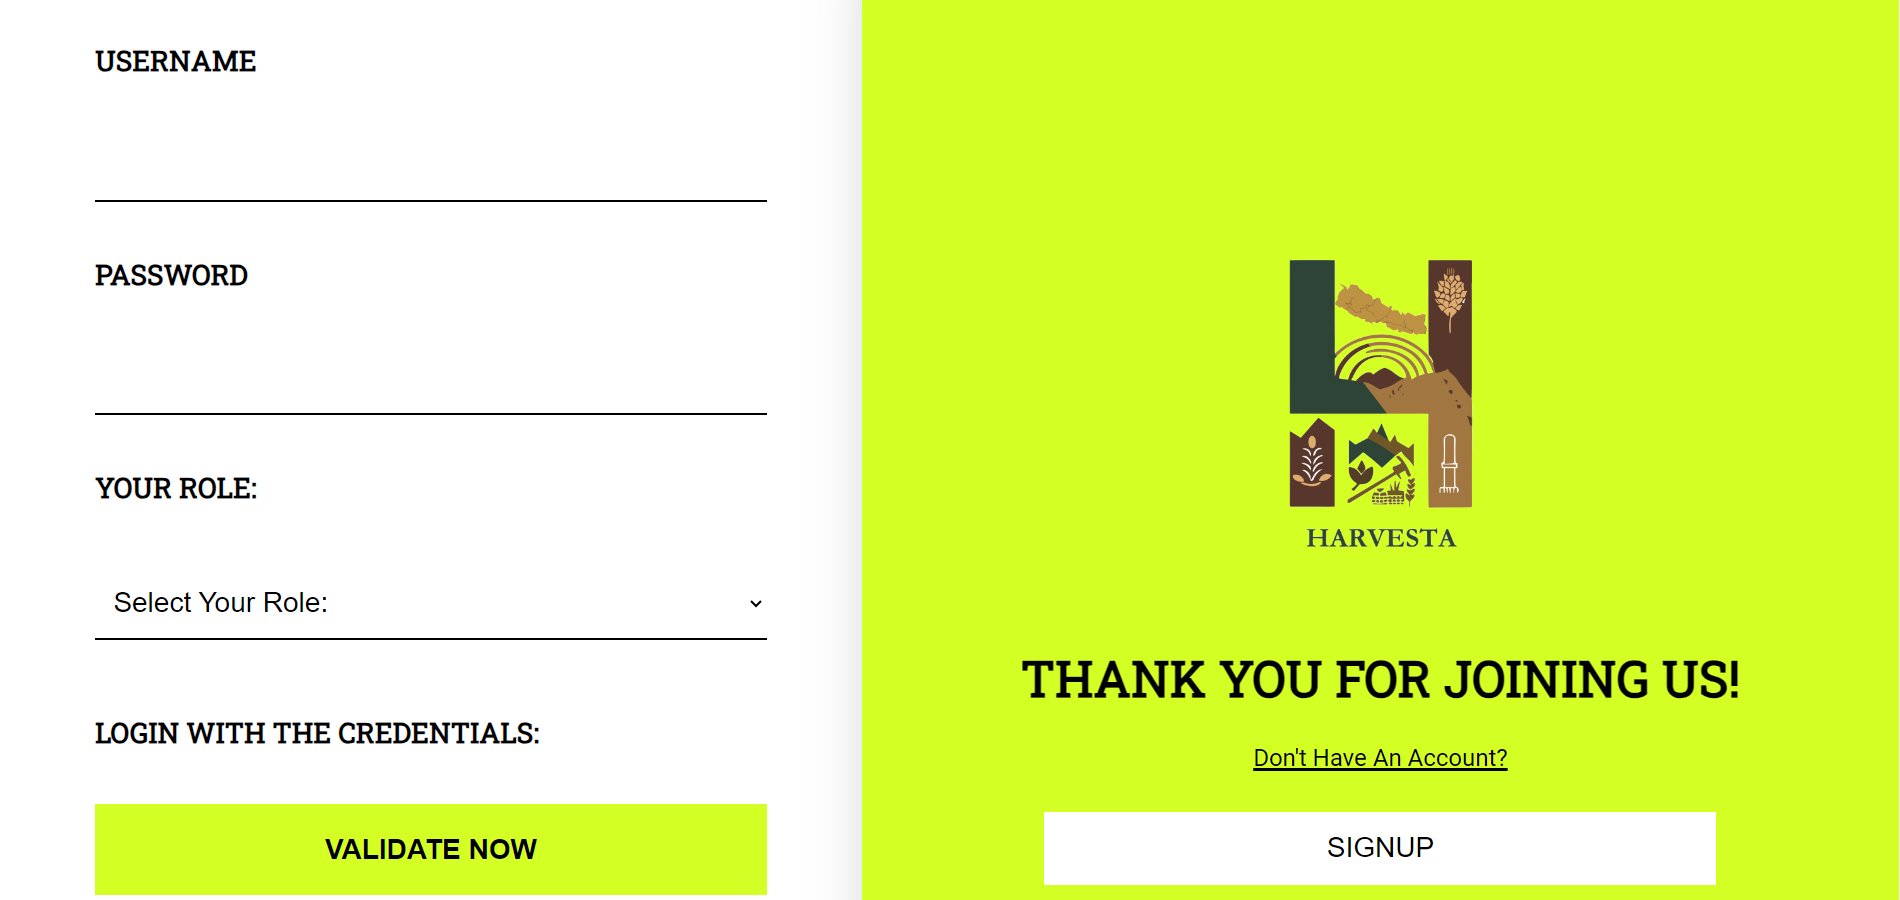 USERNAME
PASSWORD
YOUR ROLE:
Select Your Role:
LOGIN WITH THE CREDENTIALS:
VALIDATE NOW
HARVESTA
THANK YOU FOR JOINING US!
Don't Have An Account?
SIGNUP